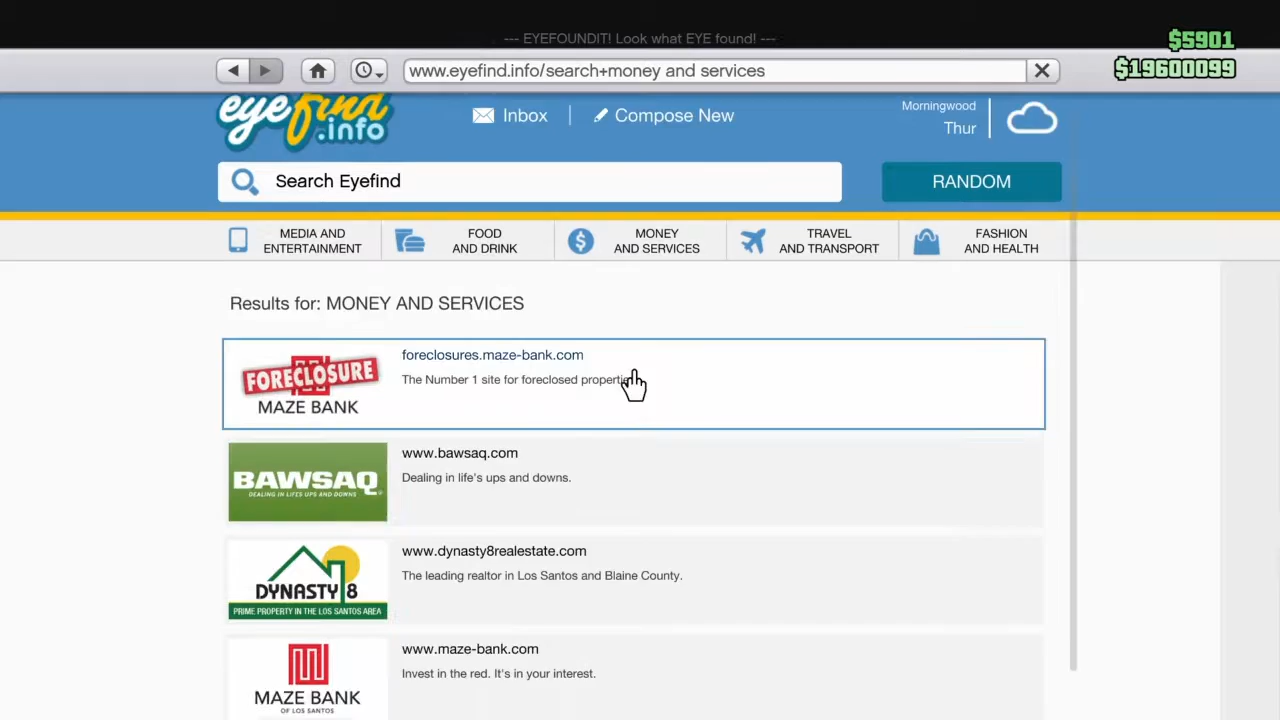 --- EYEFOUNDIT! Look what EYE found! ---
$5901
$19600099
www.eyefind.info/search+money and services
eyefind
.info
Inbox
Compose New
Morningwood
Thur
Search Eyefind
RANDOM
MEDIA AND
ENTERTAINMENT
FOOD
AND DRINK
MONEY
AND SERVICES
TRAVEL
AND TRANSPORT
FASHION
AND HEALTH
Results for: MONEY AND SERVICES
FORECLOSURE
MAZE BANK
foreclosures.maze-bank.com
The Number 1 site for foreclosed properti
BAWSAQ
DEALING IN LIFE'S UPS AND DOWNS
www.bawsaq.com
Dealing in life's ups and downs.
DYNASTY 8
PRIME PROPERTY IN THE LOS SANTOS AREA
www.dynasty8realestate.com
The leading realtor in Los Santos and Blaine County.
MAZE BANK
OF LOS SANTOS
www.maze-bank.com
Invest in the red. It's in your interest.